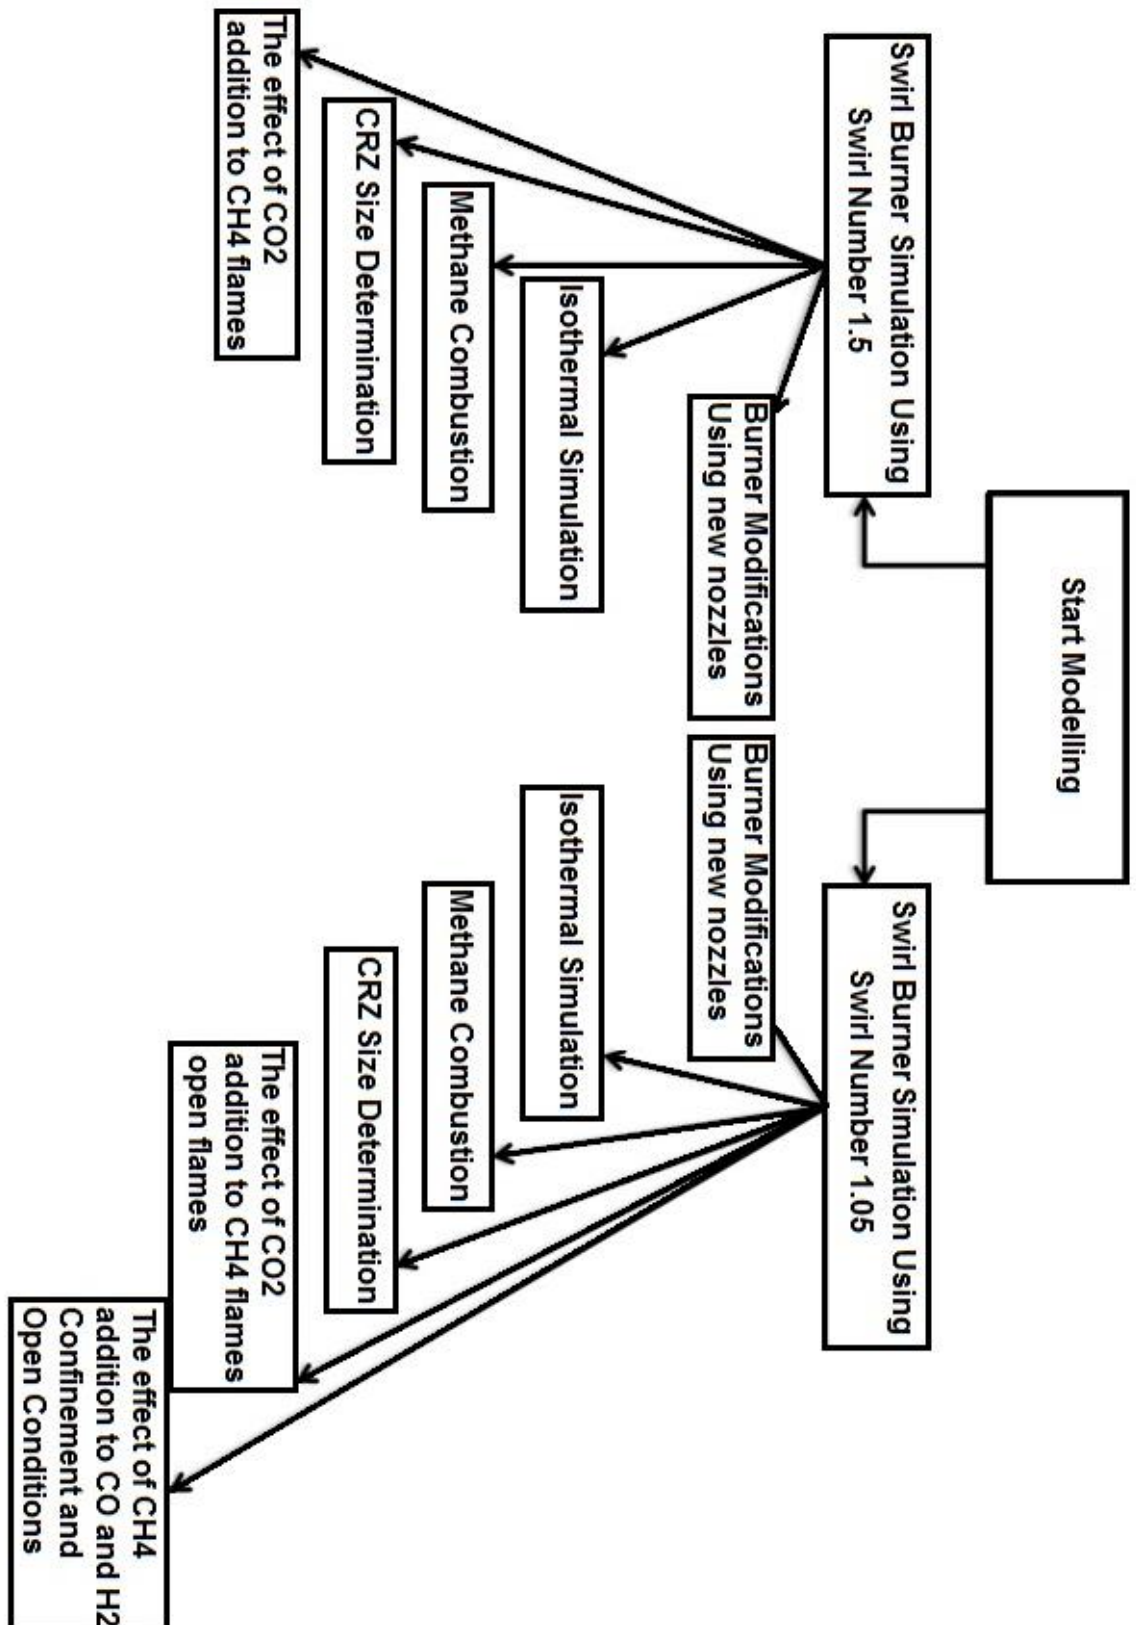 Start Modelling
Swirl Burner Simulation Using
Swirl Number 1.5
Swirl Burner Simulation Using
Swirl Number 1.05
Burner Modifications
Using new nozzles
Burner Modifications
Using new nozzles
Isothermal Simulation
Isothermal Simulation
Methane Combustion
Methane Combustion
CRZ Size Determination
CRZ Size Determination
The effect of CO2
addition to CH4 flames
The effect of CO2
addition to CH4 flames
open flames
The effect of CH4
addition to CO and H2
Confinement and
Open Conditions